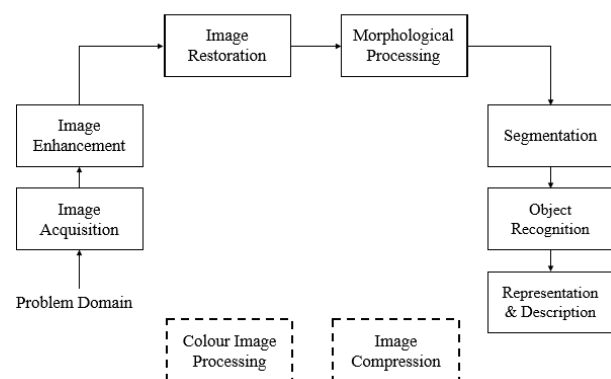 Image
Restoration
Morphological
Processing
Image
Enhancement
Segmentation
Image
Acquisition
Object
Recognition
Problem Domain
Representation
& Description
Colour Image
Processing
Image
Compression